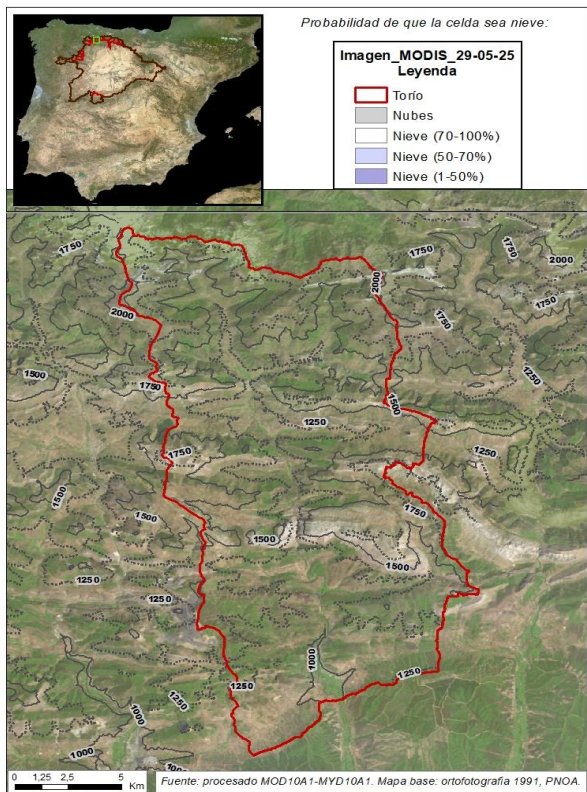 Probabilidad de que la celda sea nieve:
Imagen_MODIS_29-05-25
Leyenda
Torío
Nubes
Nieve (70-100%)
Nieve (50-70%)
Nieve (1-50%)
1750
1750
1750
2000
2000
1750
2000
1750
1250
1500
1750
1500
1250
1250
1750
1500
1750
1500
1500
1500
1250
1250
1000
1250
1250
1250
1000
1000
0 1,25 2,5 5
Km
Fuente: procesado MOD10A1-MYD10A1. Mapa base: ortofotografia 1991, PNOA.